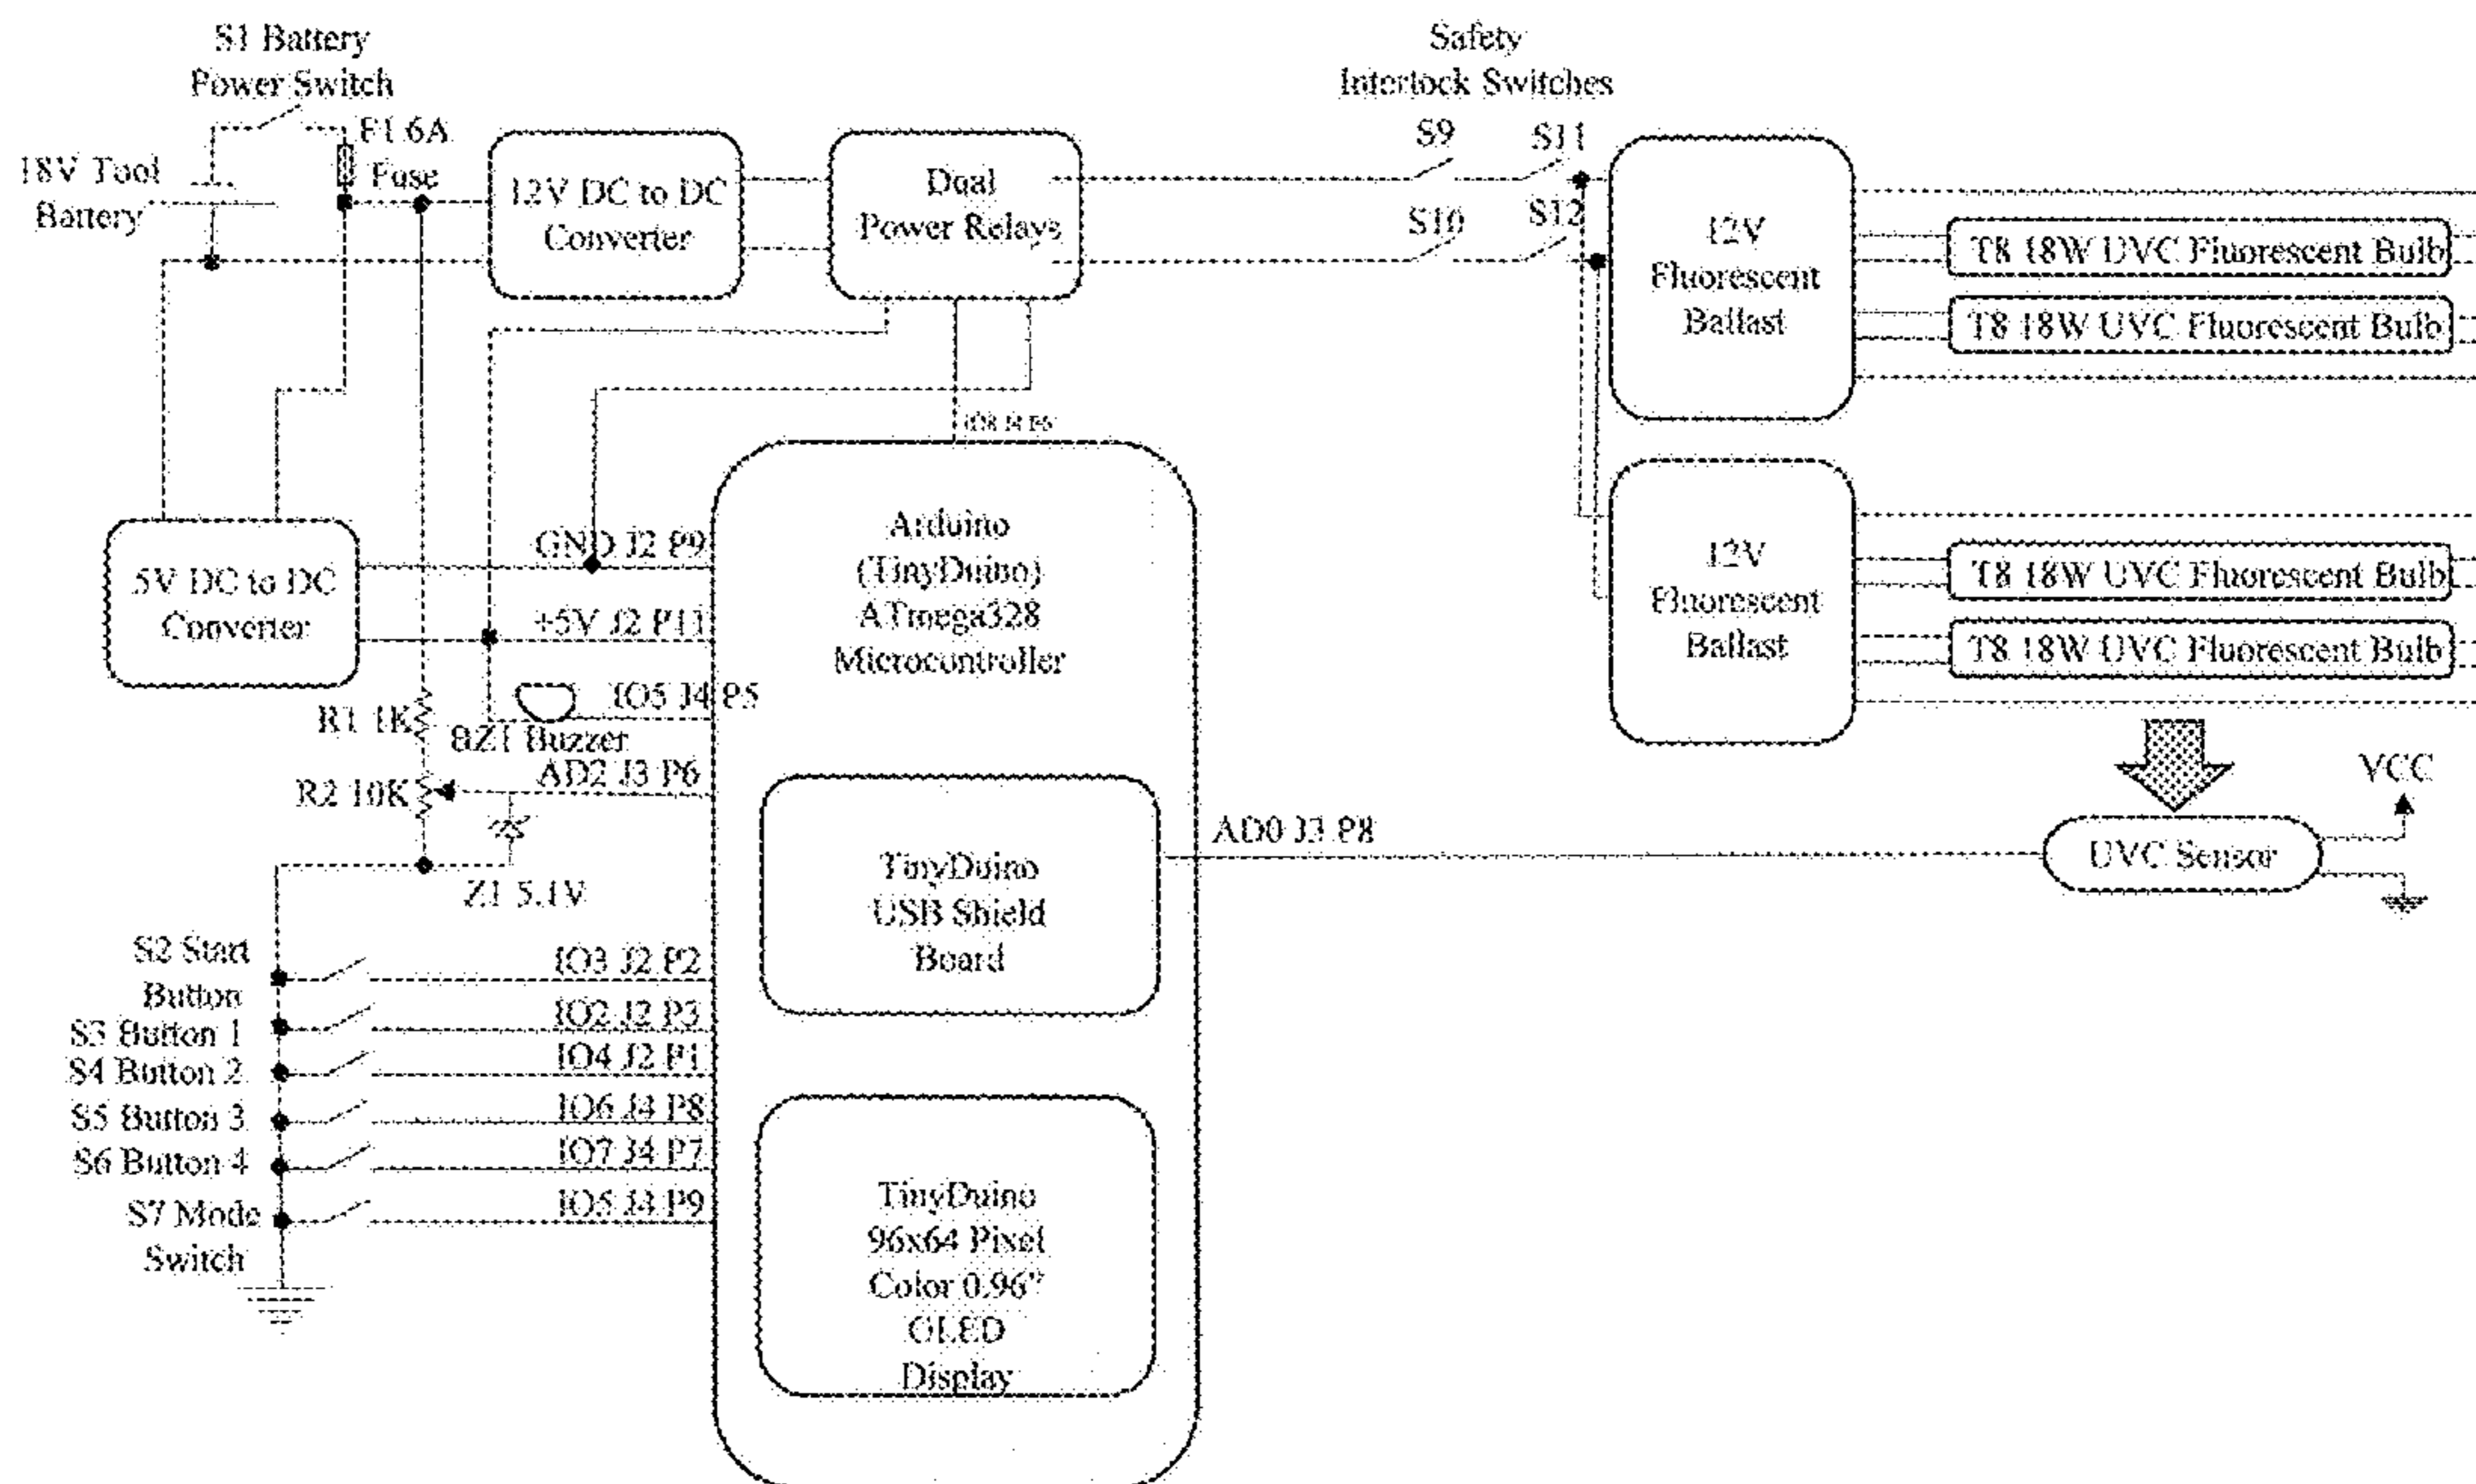 S1 Battery
Power Switch
F1 6A
Fuse
18V Tool
Battery
12V DC to DC
Converter
Dual
Power Relays
Safety
Interlock Switches
S9
S11
S10
S12
12V
Fluorescent
Ballast
T8 18W UVC Fluorescent Bulb
T8 18W UVC Fluorescent Bulb
IO8 J4 P6
5V DC to DC
Converter
GND J2 P9
+5V J2 P11
Arduino
(TinyDuino)
ATmega328
Microcontroller
12V
Fluorescent
Ballast
T8 18W UVC Fluorescent Bulb
T8 18W UVC Fluorescent Bulb
IO5 J4 P5
R1 1K
BZ1 Buzzer
AD2 J3 P6
R2 10K
Z1 5.1V
VCC
AD0 J3 P8
UVC Sensor
TinyDuino
USB Shield
Board
S2 Start
Button
IO3 J2 P2
S3 Button 1
IO2 J2 P3
S4 Button 2
IO4 J2 P1
S5 Button 3
IO6 J4 P8
S6 Button 4
IO7 J4 P7
S7 Mode
Switch
IO5 J4 P9
TinyDuino
96x64 Pixel
Color 0.96"
OLED
Display